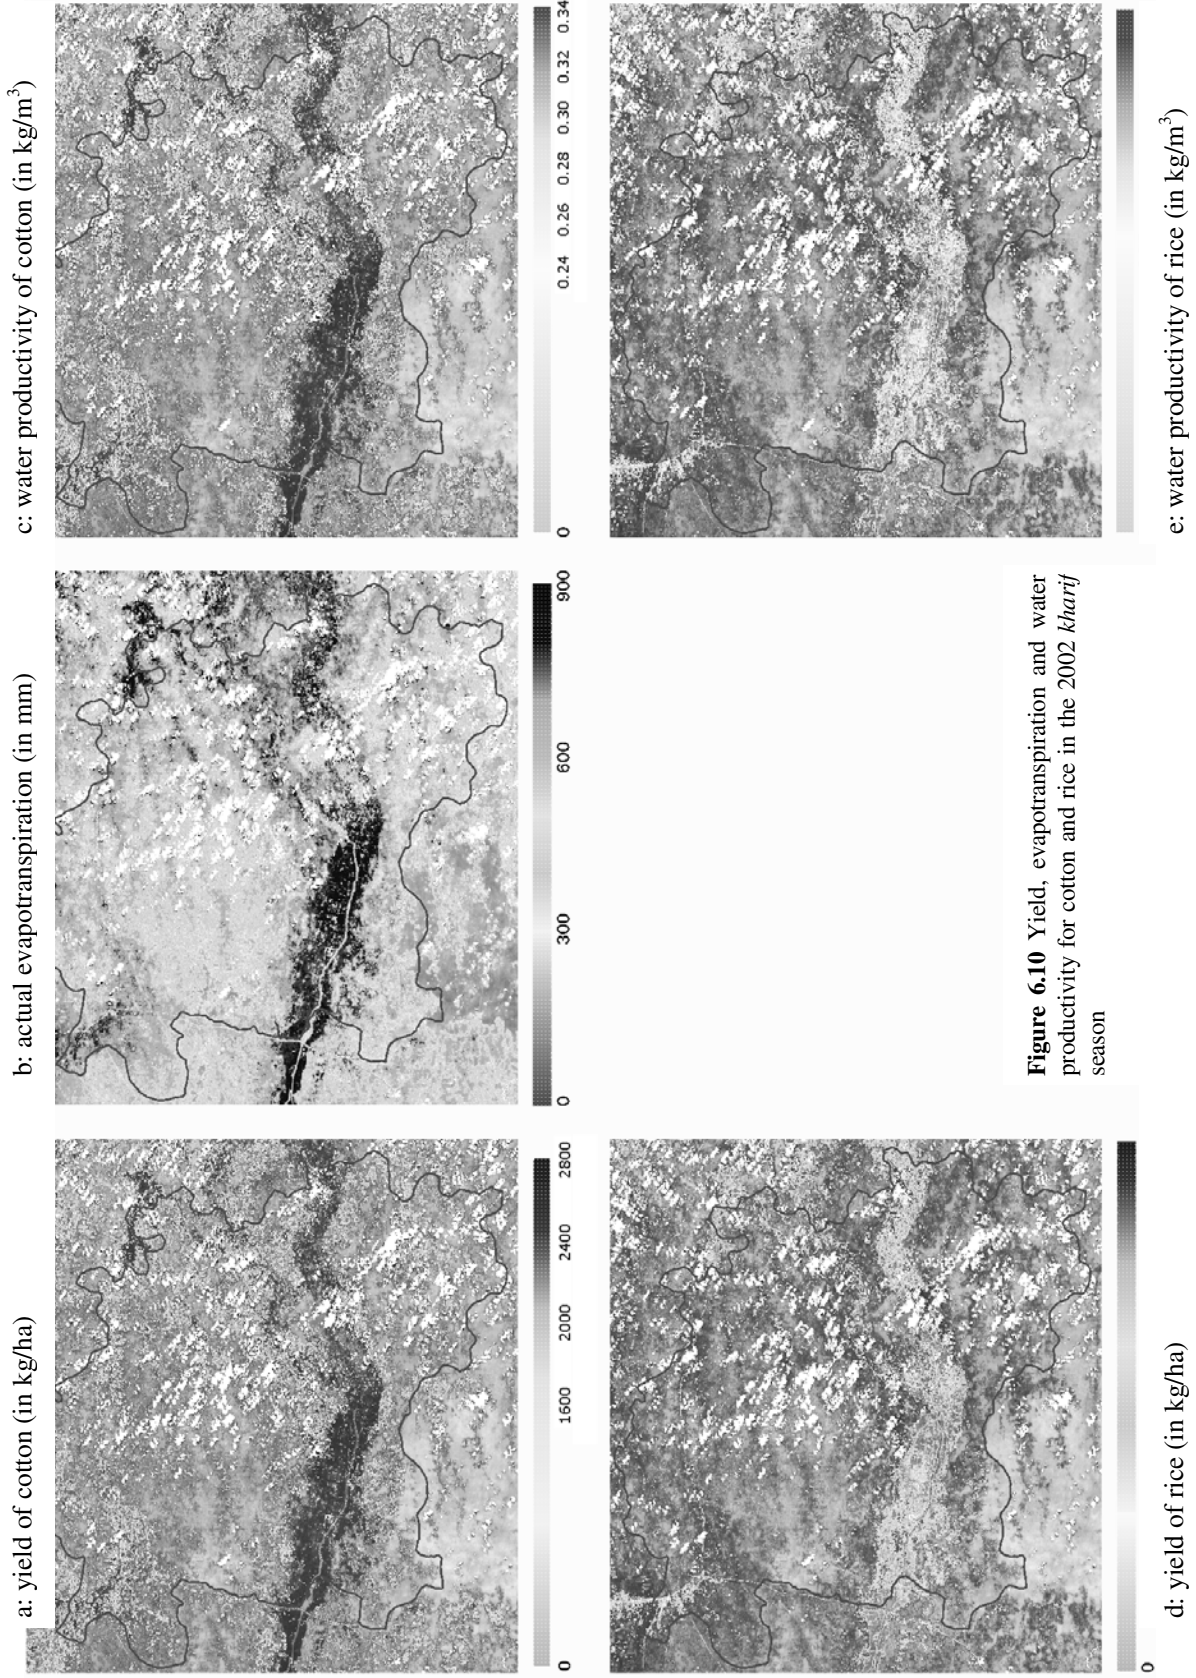 a: yield of cotton (in kg/ha)
b: actual evapotranspiration (in mm)
c: water productivity of cotton (in kg/m³)
0 1600 2000 2400 2800
0 300 600 900
0 0.24 0.26 0.28 0.30 0.32 0.34
Figure 6.10 Yield, evapotranspiration and water
productivity for cotton and rice in the 2002 kharif
season
0
d: yield of rice (in kg/ha)
e: water productivity of rice (in kg/m³)